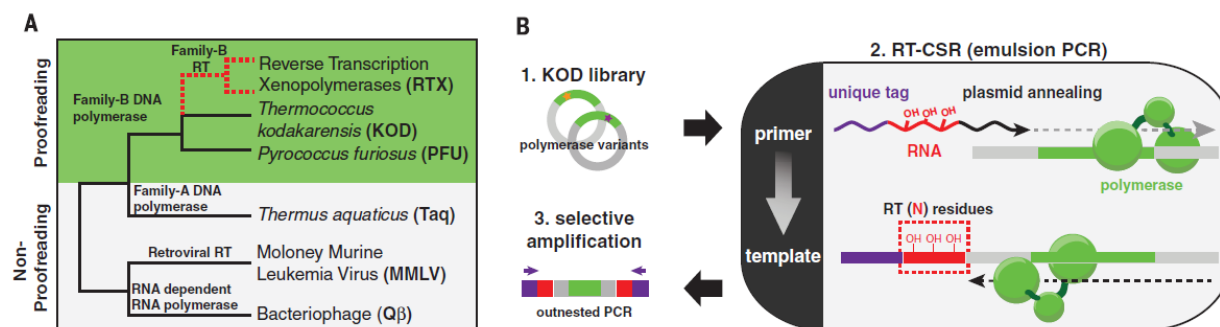 A
Proofreading
Non-
Proofreading
Family-B
RT
Family-B DNA
polymerase
Reverse Transcription
Xenopolymerases (RTX)
Thermococcus
kodakarensis (KOD)
Pyrococcus furiosus (PFU)
Family-A DNA
polymerase
Thermus aquaticus (Taq)
Retroviral RT
Moloney Murine
Leukemia Virus (MMLV)
RNA dependent
RNA polymerase
Bacteriophage (Qβ)
B
1. KOD library
polymerase variants
2. RT-CSR (emulsion PCR)
primer
template
unique tag
plasmid annealing
OH OH OH
RNA
polymerase
RT (N) residues
OH OH OH
3. selective
amplification
outnested PCR